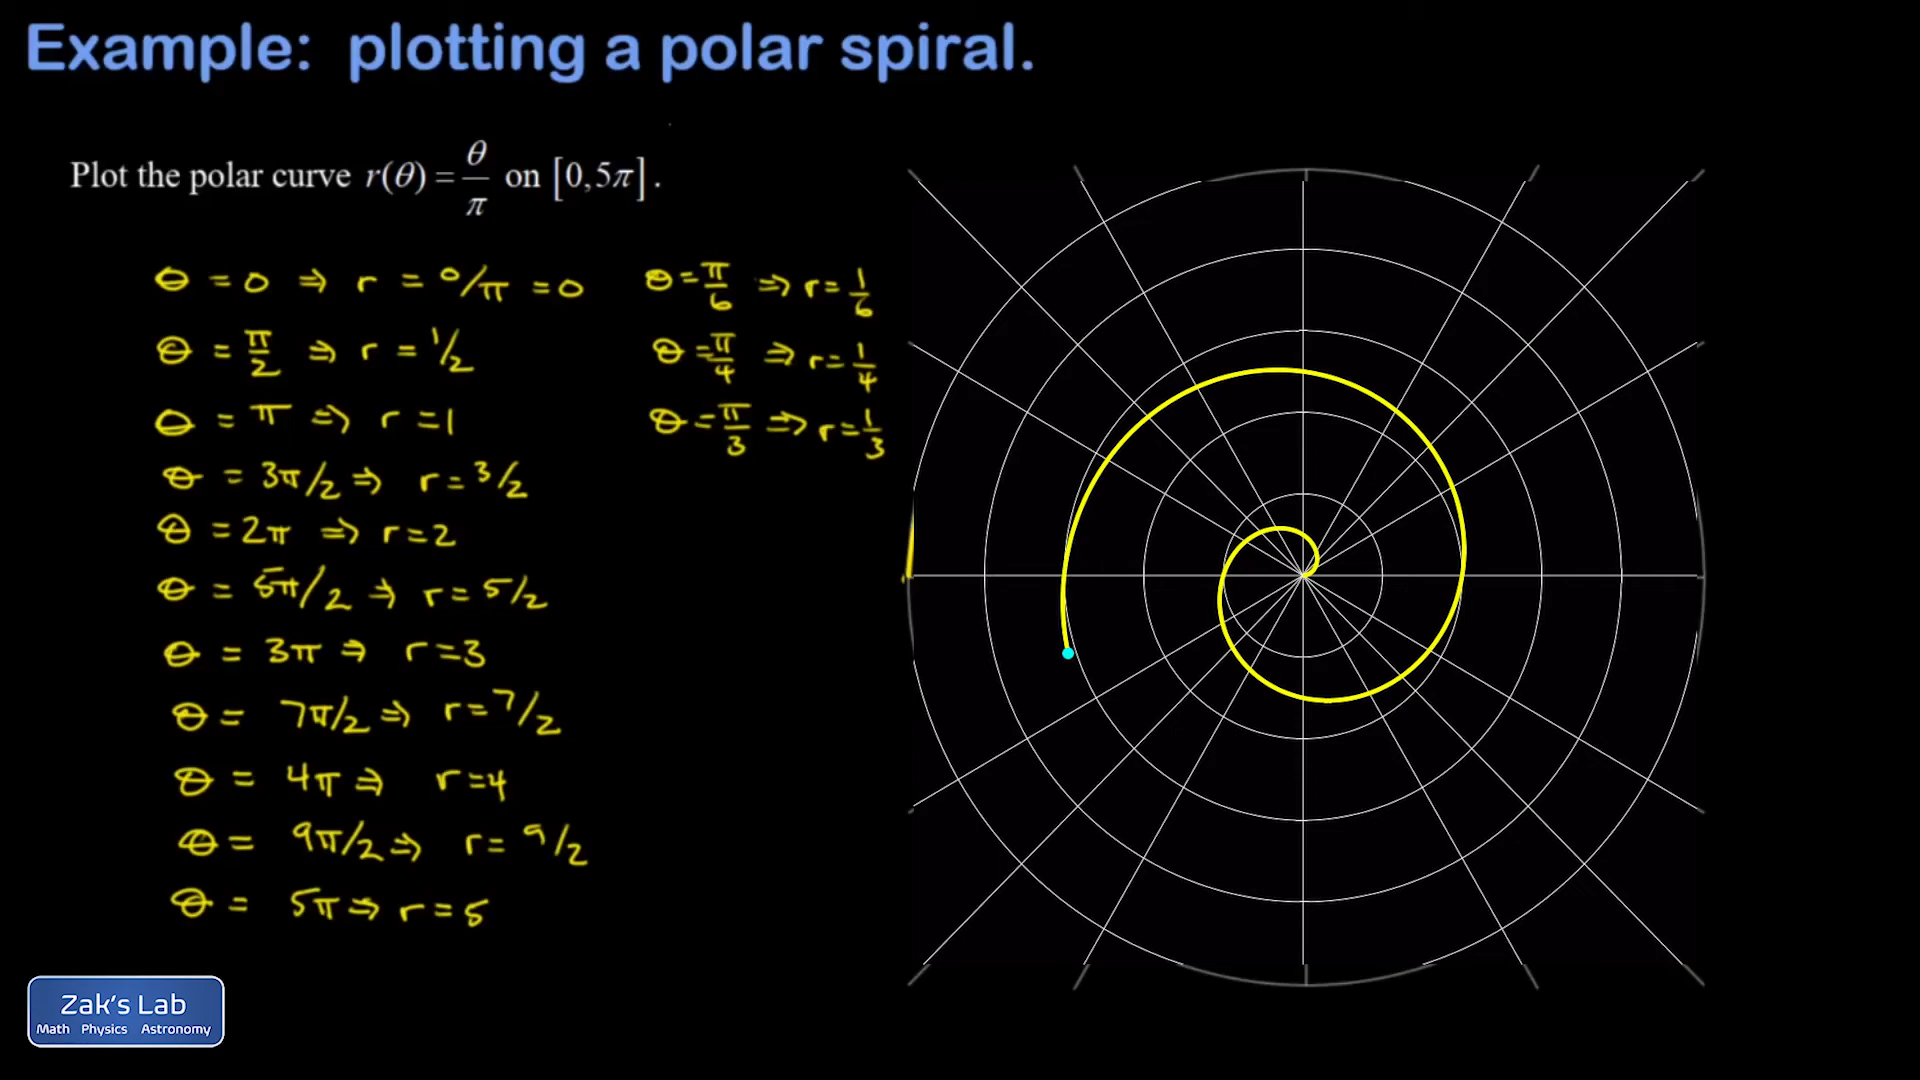 Example: plotting a polar spiral.
Plot the polar curve r(θ) = θ/π on [0,5π].
θ = 0 ⇒ r = 0/π = 0
θ = π/2 ⇒ r = 1/2
θ = π ⇒ r = 1
θ = 3π/2 ⇒ r = 3/2
θ = 2π ⇒ r = 2
θ = 5π/2 ⇒ r = 5/2
θ = 3π ⇒ r = 3
θ = 7π/2 ⇒ r = 7/2
θ = 4π ⇒ r = 4
θ = 9π/2 ⇒ r = 9/2
θ = 5π ⇒ r = 5
θ = π/6 ⇒ r = 1/6
θ = π/4 ⇒ r = 1/4
θ = π/3 ⇒ r = 1/3
Zak's Lab
Math Physics Astronomy